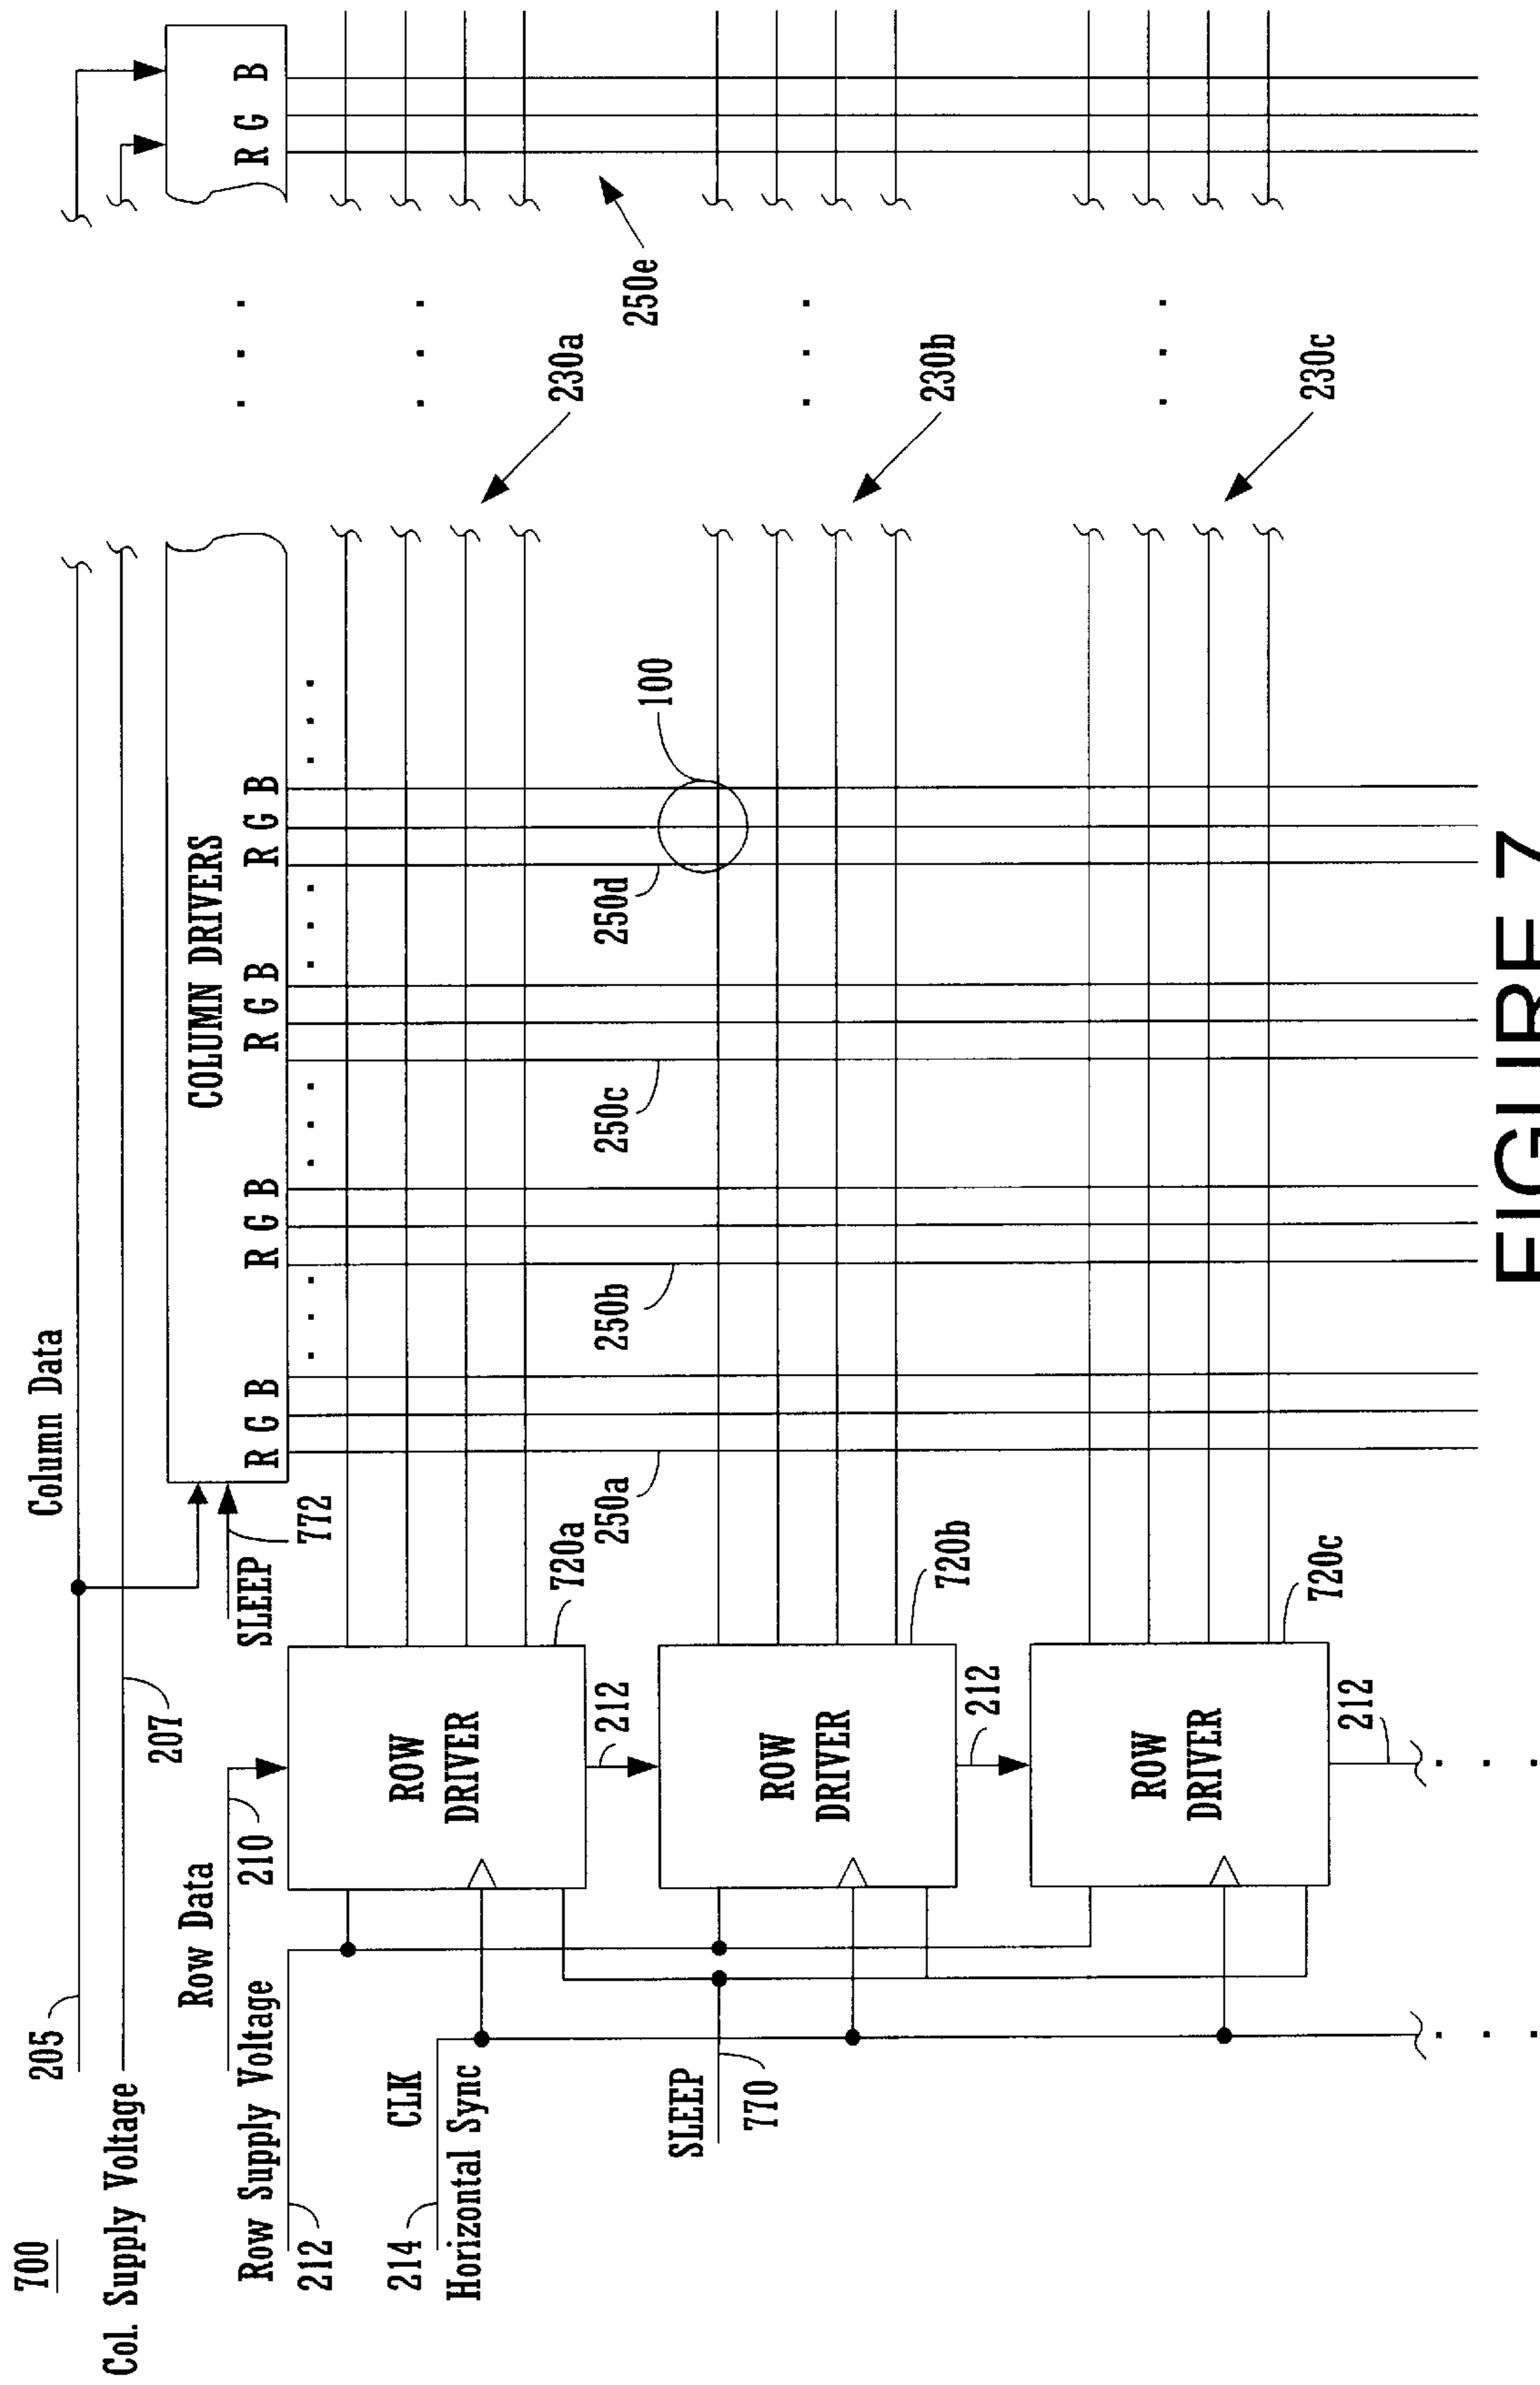 700
205
Column Data
Col. Supply Voltage
207
COLUMN DRIVERS
R G B
R G B
R G B
R G B
R G B
SLEEP
772
Row Data
210
Row Supply Voltage
212
CLK
214
Horizontal Sync
SLEEP
770
ROW
DRIVER
720a
212
ROW
DRIVER
720b
212
ROW
DRIVER
720c
212
250a
250b
250c
250d
100
250e
230a
230b
230c
FIGURE 7